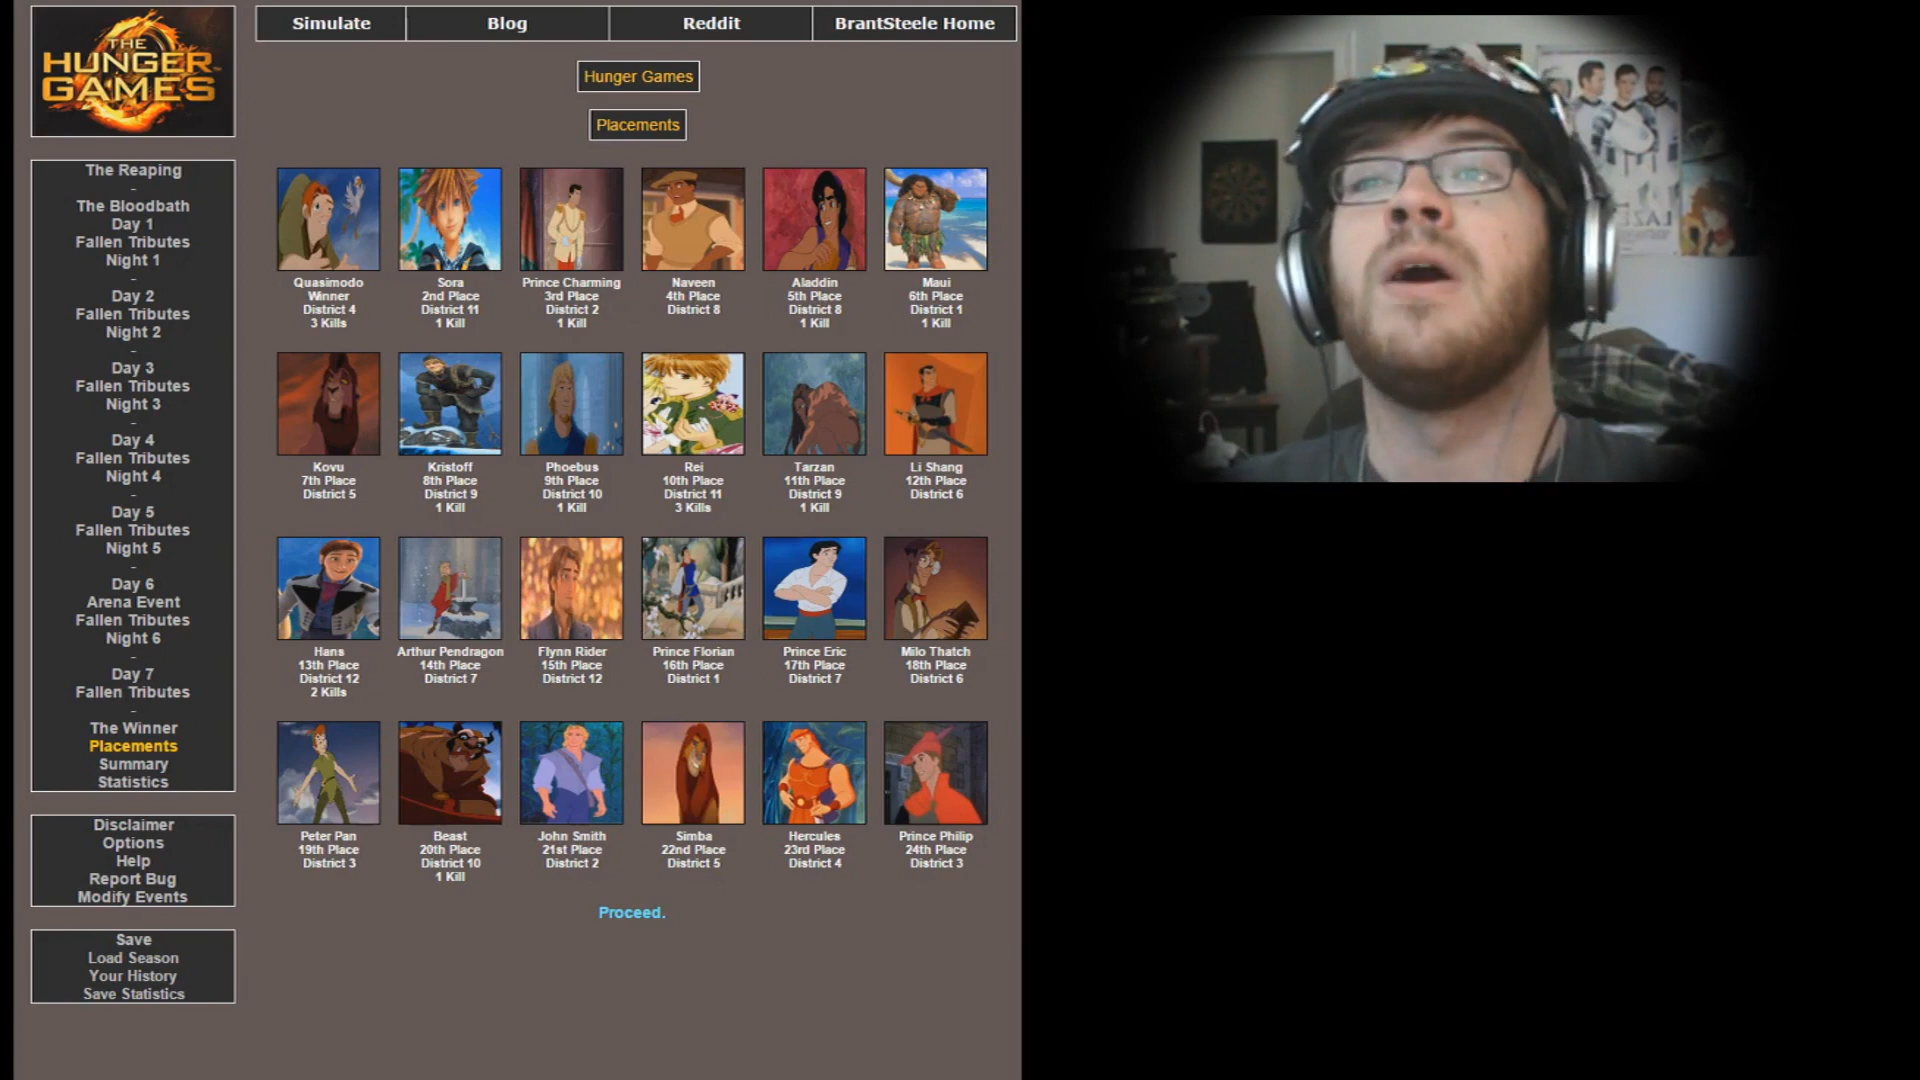 THE
HUNGER
GAMES
Simulate
Blog
Reddit
BrantSteele Home
Hunger Games
Placements
The Reaping
-
The Bloodbath
Day 1
Fallen Tributes
Night 1
-
Day 2
Fallen Tributes
Night 2
-
Day 3
Fallen Tributes
Night 3
-
Day 4
Fallen Tributes
Night 4
-
Day 5
Fallen Tributes
Night 5
-
Day 6
Arena Event
Fallen Tributes
Night 6
-
Day 7
Fallen Tributes
-
The Winner
Placements
Summary
Statistics
Disclaimer
Options
Help
Report Bug
Modify Events
Save
Load Season
Your History
Save Statistics
Quasimodo
Winner
District 4
3 Kills
Sora
2nd Place
District 11
1 Kill
Prince Charming
3rd Place
District 2
1 Kill
Naveen
4th Place
District 8
Aladdin
5th Place
District 8
1 Kill
Maui
6th Place
District 1
1 Kill
Kovu
7th Place
District 5
Kristoff
8th Place
District 9
1 Kill
Phoebus
9th Place
District 10
1 Kill
Rei
10th Place
District 11
3 Kills
Tarzan
11th Place
District 9
1 Kill
Li Shang
12th Place
District 6
Hans
13th Place
District 12
2 Kills
Arthur Pendragon
14th Place
District 7
Flynn Rider
15th Place
District 12
Prince Florian
16th Place
District 1
Prince Eric
17th Place
District 7
Milo Thatch
18th Place
District 6
Peter Pan
19th Place
District 3
Beast
20th Place
District 10
1 Kill
John Smith
21st Place
District 2
Simba
22nd Place
District 5
Hercules
23rd Place
District 4
Prince Philip
24th Place
District 3
Proceed.